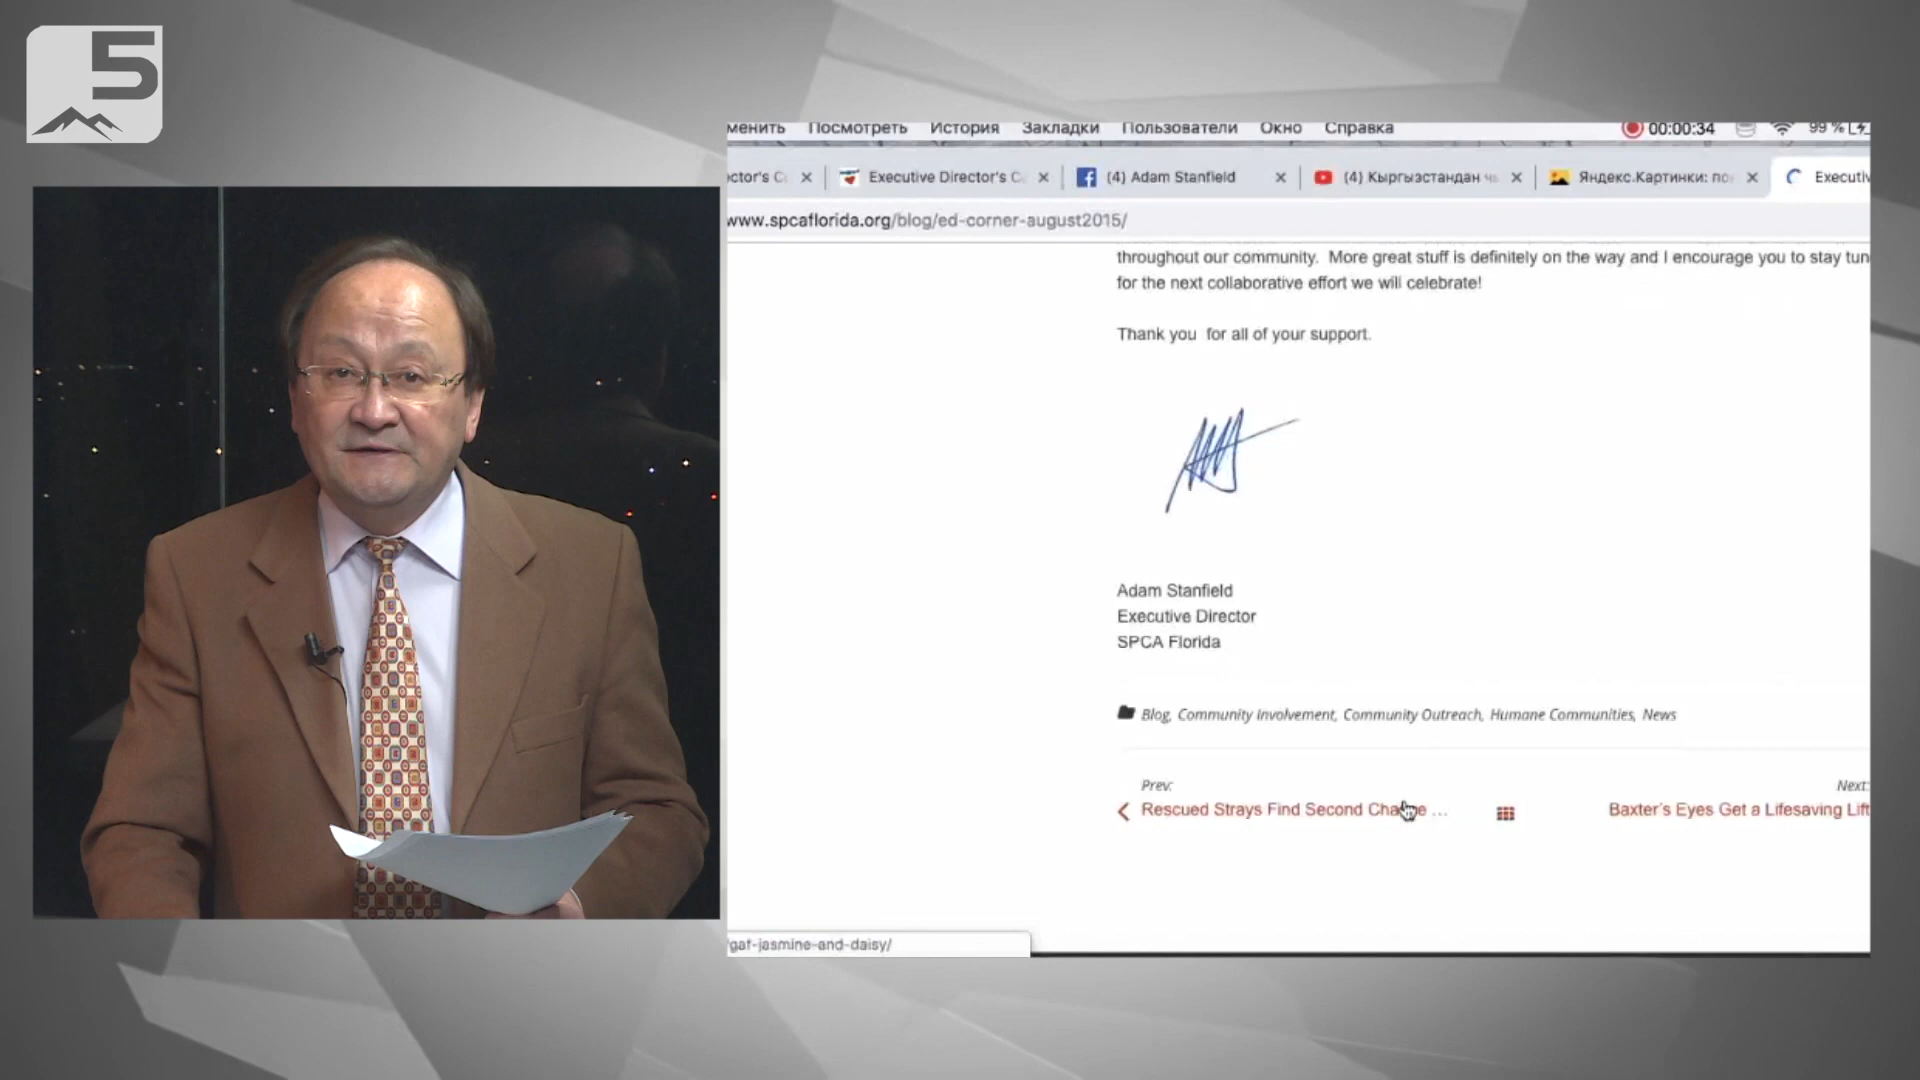 5
менить Посмотреть История Закладки Пользователи Окно Справка 00:00:34 99 %
ctor's C Executive Director's C (4) Adam Stanfield (4) Кыргызстандан Яндекс.Картинки: по Executiv
www.spcaflorida.org/blog/ed-corner-august2015/
throughout our community. More great stuff is definitely on the way and I encourage you to stay tun
for the next collaborative effort we will celebrate!
Thank you for all of your support.
Adam Stanfield
Executive Director
SPCA Florida
Blog, Community Involvement, Community Outreach, Humane Communities, News
Prev: Next:
Rescued Strays Find Second Chance ... Baxter's Eyes Get a Lifesaving Lift
gaf-jasmine-and-daisy/